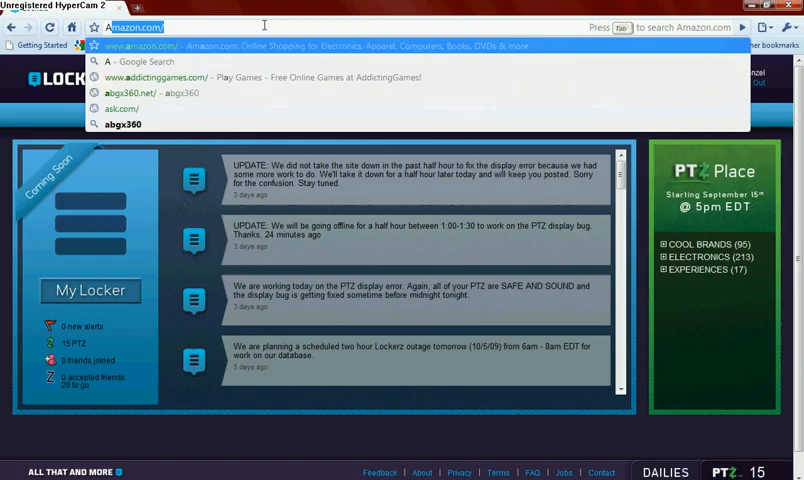 Unregistered HyperCam 2
Amazon.com/
Press Tab to search Amazon.com
www.amazon.com/ - Amazon.com: Online Shopping for Electronics, Apparel, Computers, Books, DVDs & more
A - Google Search
www.addictinggames.com/ - Play Games - Free Online Games at AddictingGames!
abgx360.net/ - abgx360
ask.com/
abgx360
Getting Started
other bookmarks
LOCK
nzel
Out
Coming Soon
My Locker
0 new alerts
15 PTZ
0 friends joined
0 accepted friends
20 to go
UPDATE: We did not take the site down in the past half hour to fix the display error because we had
some more work to do. We'll take it down for a half hour later today and will keep you posted. Sorry
for the confusion. Stay tuned.
3 days ago
UPDATE: We will be going offline for a half hour between 1:00-1:30 to work on the PTZ display bug.
Thanks. 24 minutes ago
3 days ago
We are working today on the PTZ display error. Again, all of your PTZ are SAFE AND SOUND and
the display bug is getting fixed sometime before midnight tonight.
3 days ago
We are planning a scheduled two hour Lockerz outage tomorrow (10/5/09) from 6am - 8am EDT for
work on our database.
5 days ago
PTZ Place
Starting September 15th
@ 5pm EDT
COOL BRANDS (95)
ELECTRONICS (213)
EXPERIENCES (17)
ALL THAT AND MORE
Feedback | About | Privacy | Terms | FAQ | Jobs | Contact
DAILIES
PTZ 15